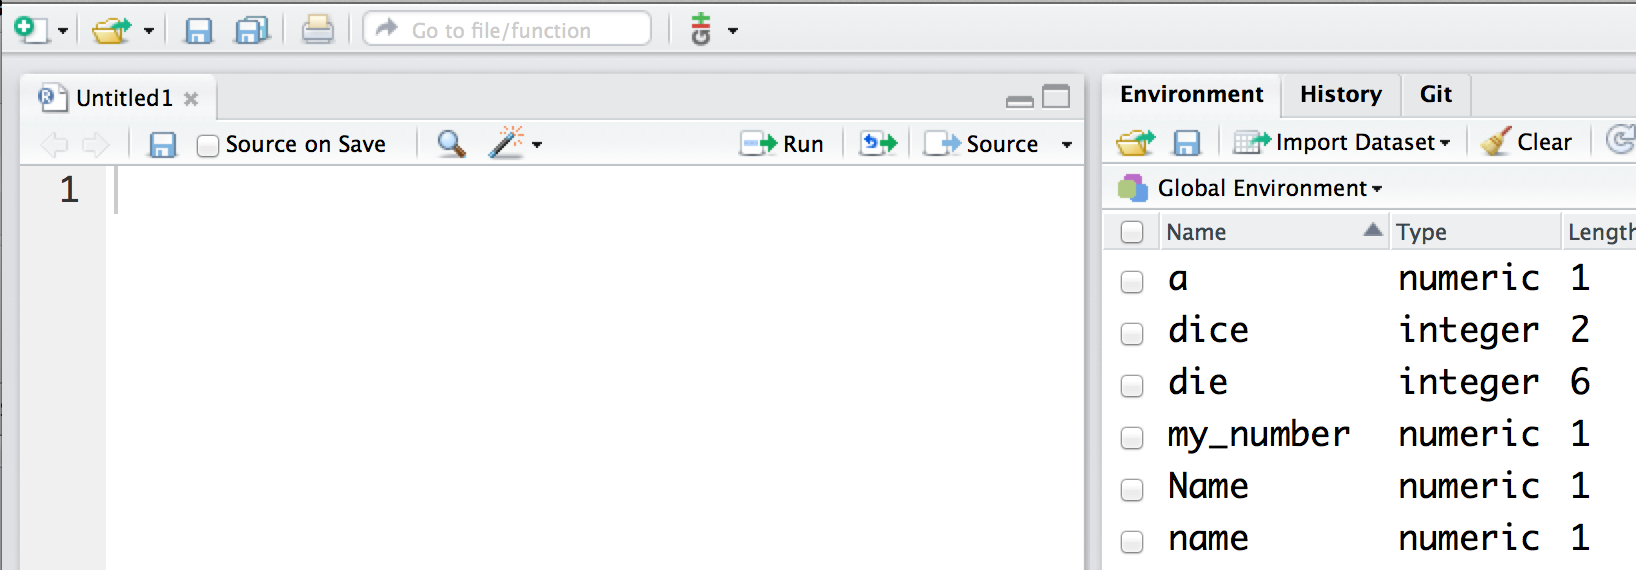 Go to file/function
Untitled1
Source on Save
Run
Source
1
Environment
History
Git
Import Dataset
Clear
Global Environment
Name Type Length
a numeric 1
dice integer 2
die integer 6
my_number numeric 1
Name numeric 1
name numeric 1